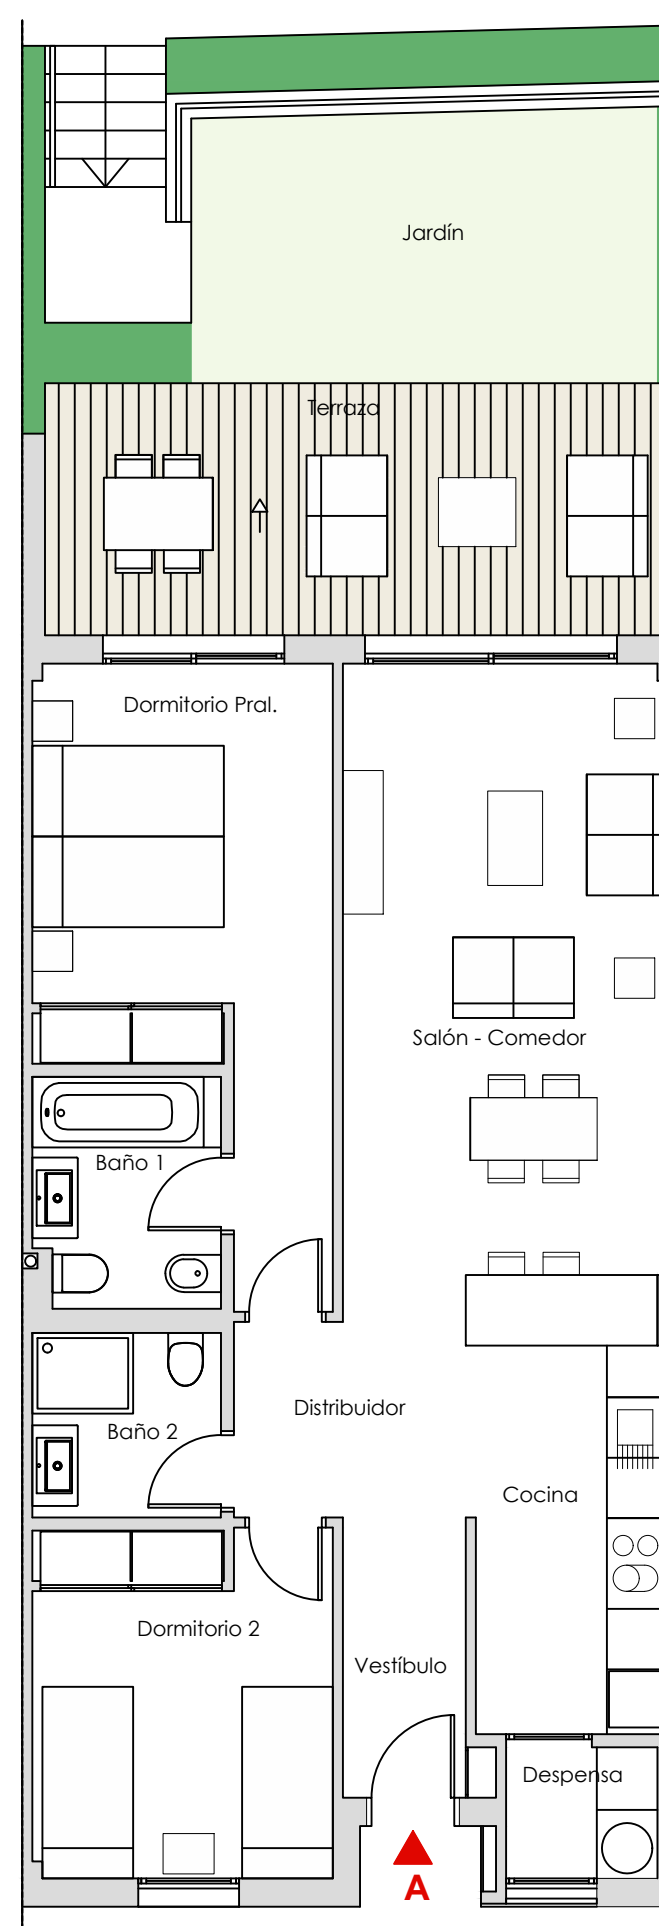 Jardín
Terraza
Dormitorio Pral.
Salón - Comedor
Baño 1
Distribuidor
Baño 2
Cocina
Dormitorio 2
Vestíbulo
Despensa
A